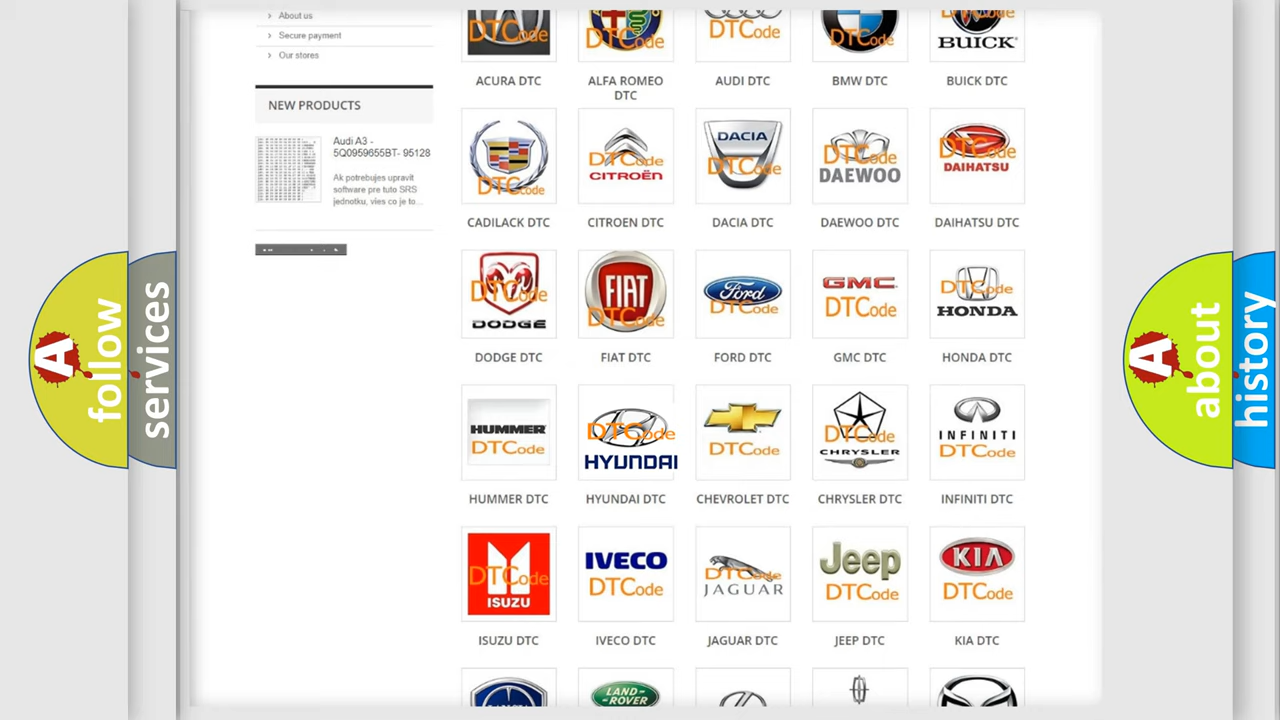 About us
Secure payment
Our stores
NEW PRODUCTS
Audi A3 -
5Q0959655BT- 95128
Ak potrebujes upravit
software pre tuto SRS
jednotku, vies co je to...
DTCode
DTCode
DTCode
DTCode
BUICK
ACURA DTC
ALFA ROMEO
DTC
AUDI DTC
BMW DTC
BUICK DTC
DTCode
DTCode
CITROËN
DACIA
DTCode
DTCode
DAEWOO
DTCode
DAIHATSU
CADILACK DTC
CITROEN DTC
DACIA DTC
DAEWOO DTC
DAIHATSU DTC
DTCode
DODGE
FIAT
DTCode
Ford
DTCode
GMC
DTCode
DTCode
HONDA
DODGE DTC
FIAT DTC
FORD DTC
GMC DTC
HONDA DTC
HUMMER
DTCode
DTCode
HYUNDAI
DTCode
DTCode
CHRYSLER
INFINITI
DTCode
HUMMER DTC
HYUNDAI DTC
CHEVROLET DTC
CHRYSLER DTC
INFINITI DTC
DTCode
ISUZU
IVECO
DTCode
DTCode
JAGUAR
Jeep
DTCode
KIA
DTCode
ISUZU DTC
IVECO DTC
JAGUAR DTC
JEEP DTC
KIA DTC
LAND-
ROVER
A
follow
services
A
about
history